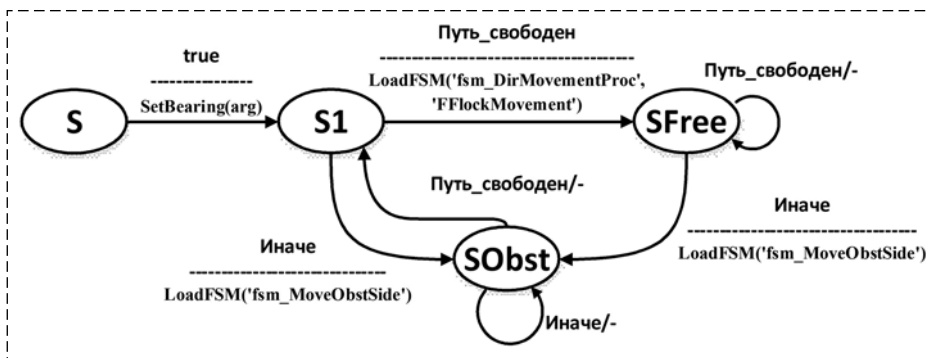 true
----------------
SetBearing(arg)
Путь_свободен
----------------------------------------
LoadFSM('fsm_DirMovementProc',
'FFlockMovement')
Путь_свободен/-
S
S1
SFree
Путь_свободен/-
Иначе
-------------------------------
LoadFSM('fsm_MoveObstSide')
Иначе
-----------------------------------
LoadFSM('fsm_MoveObstSide')
SObst
Иначе/-